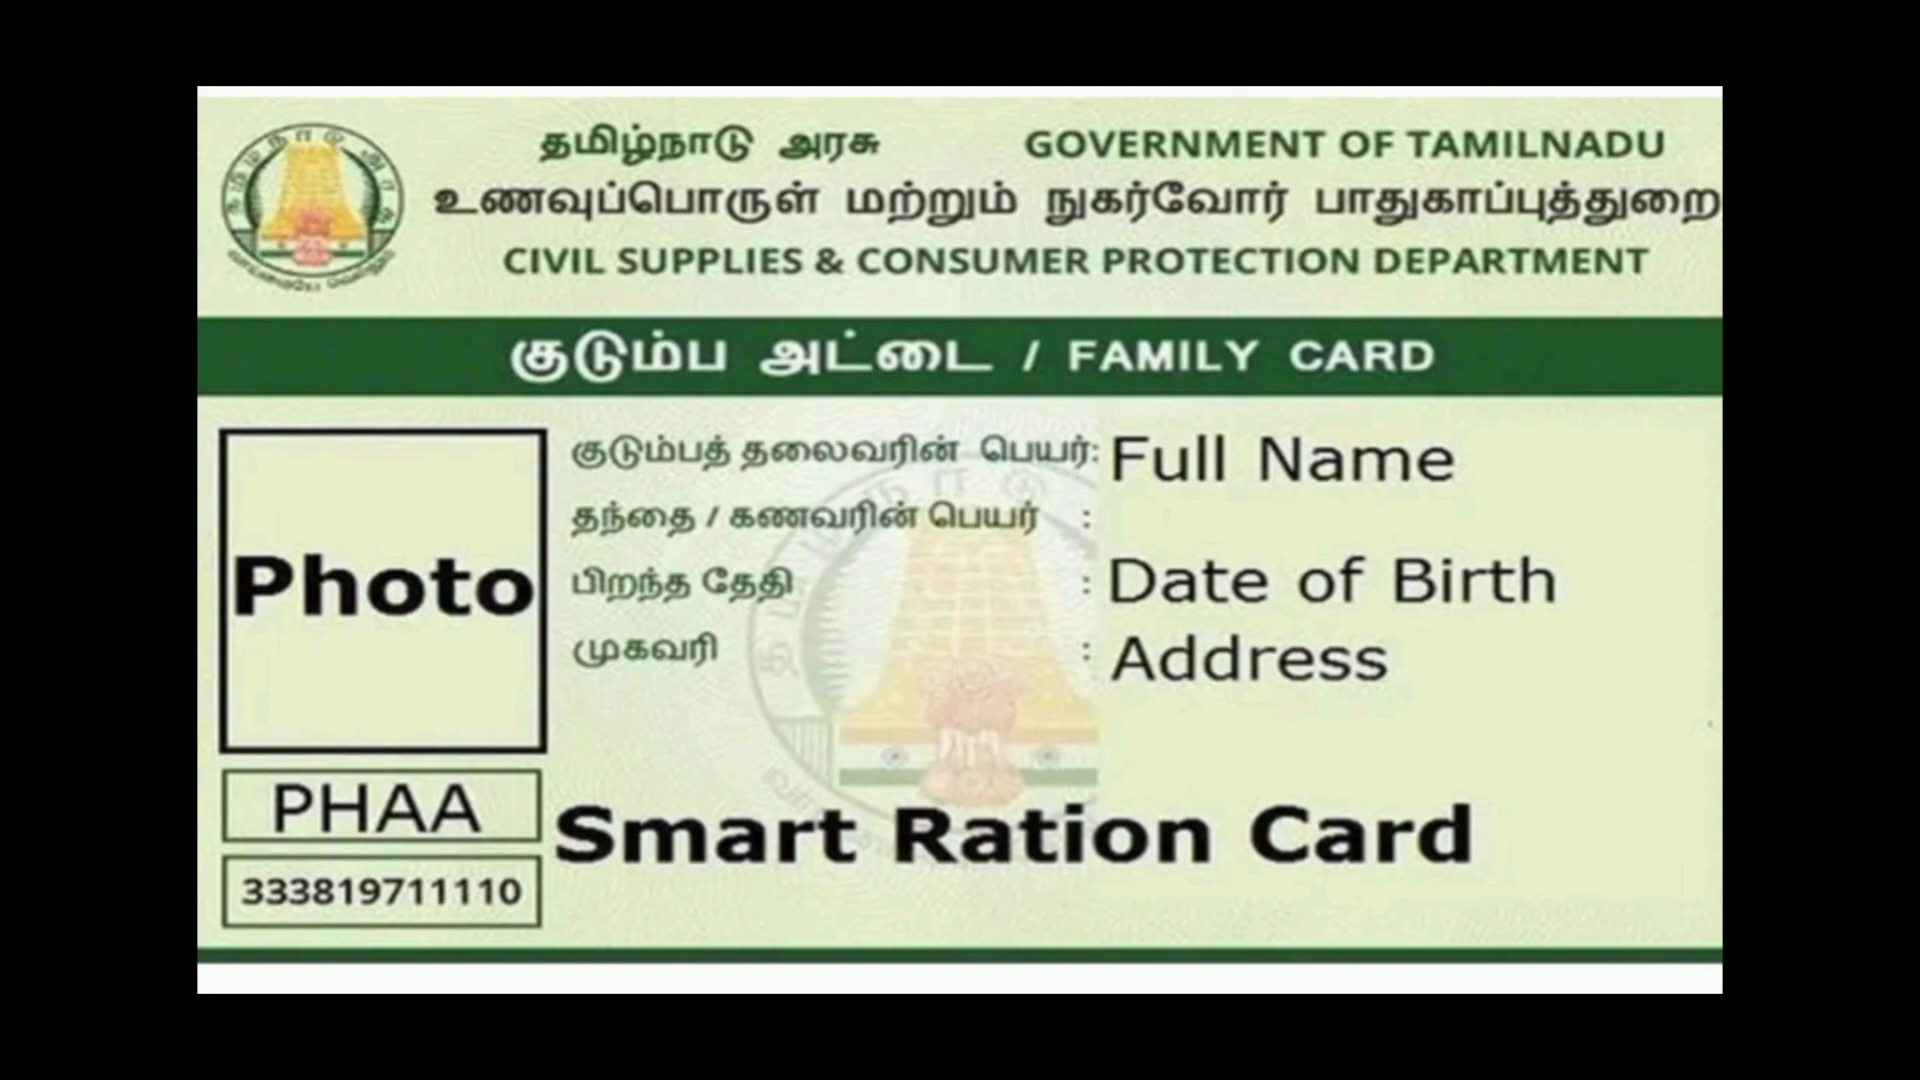 தமிழ்நாடு அரசு GOVERNMENT OF TAMILNADU
உணவுப்பொருள் மற்றும் நுகர்வோர் பாதுகாப்புத்துறை
CIVIL SUPPLIES & CONSUMER PROTECTION DEPARTMENT
குடும்ப அட்டை / FAMILY CARD
குடும்பத் தலைவரின் பெயர்: Full Name
தந்தை / கணவரின் பெயர் :
பிறந்த தேதி : Date of Birth
முகவரி : Address
Photo
PHAA
Smart Ration Card
333819711110